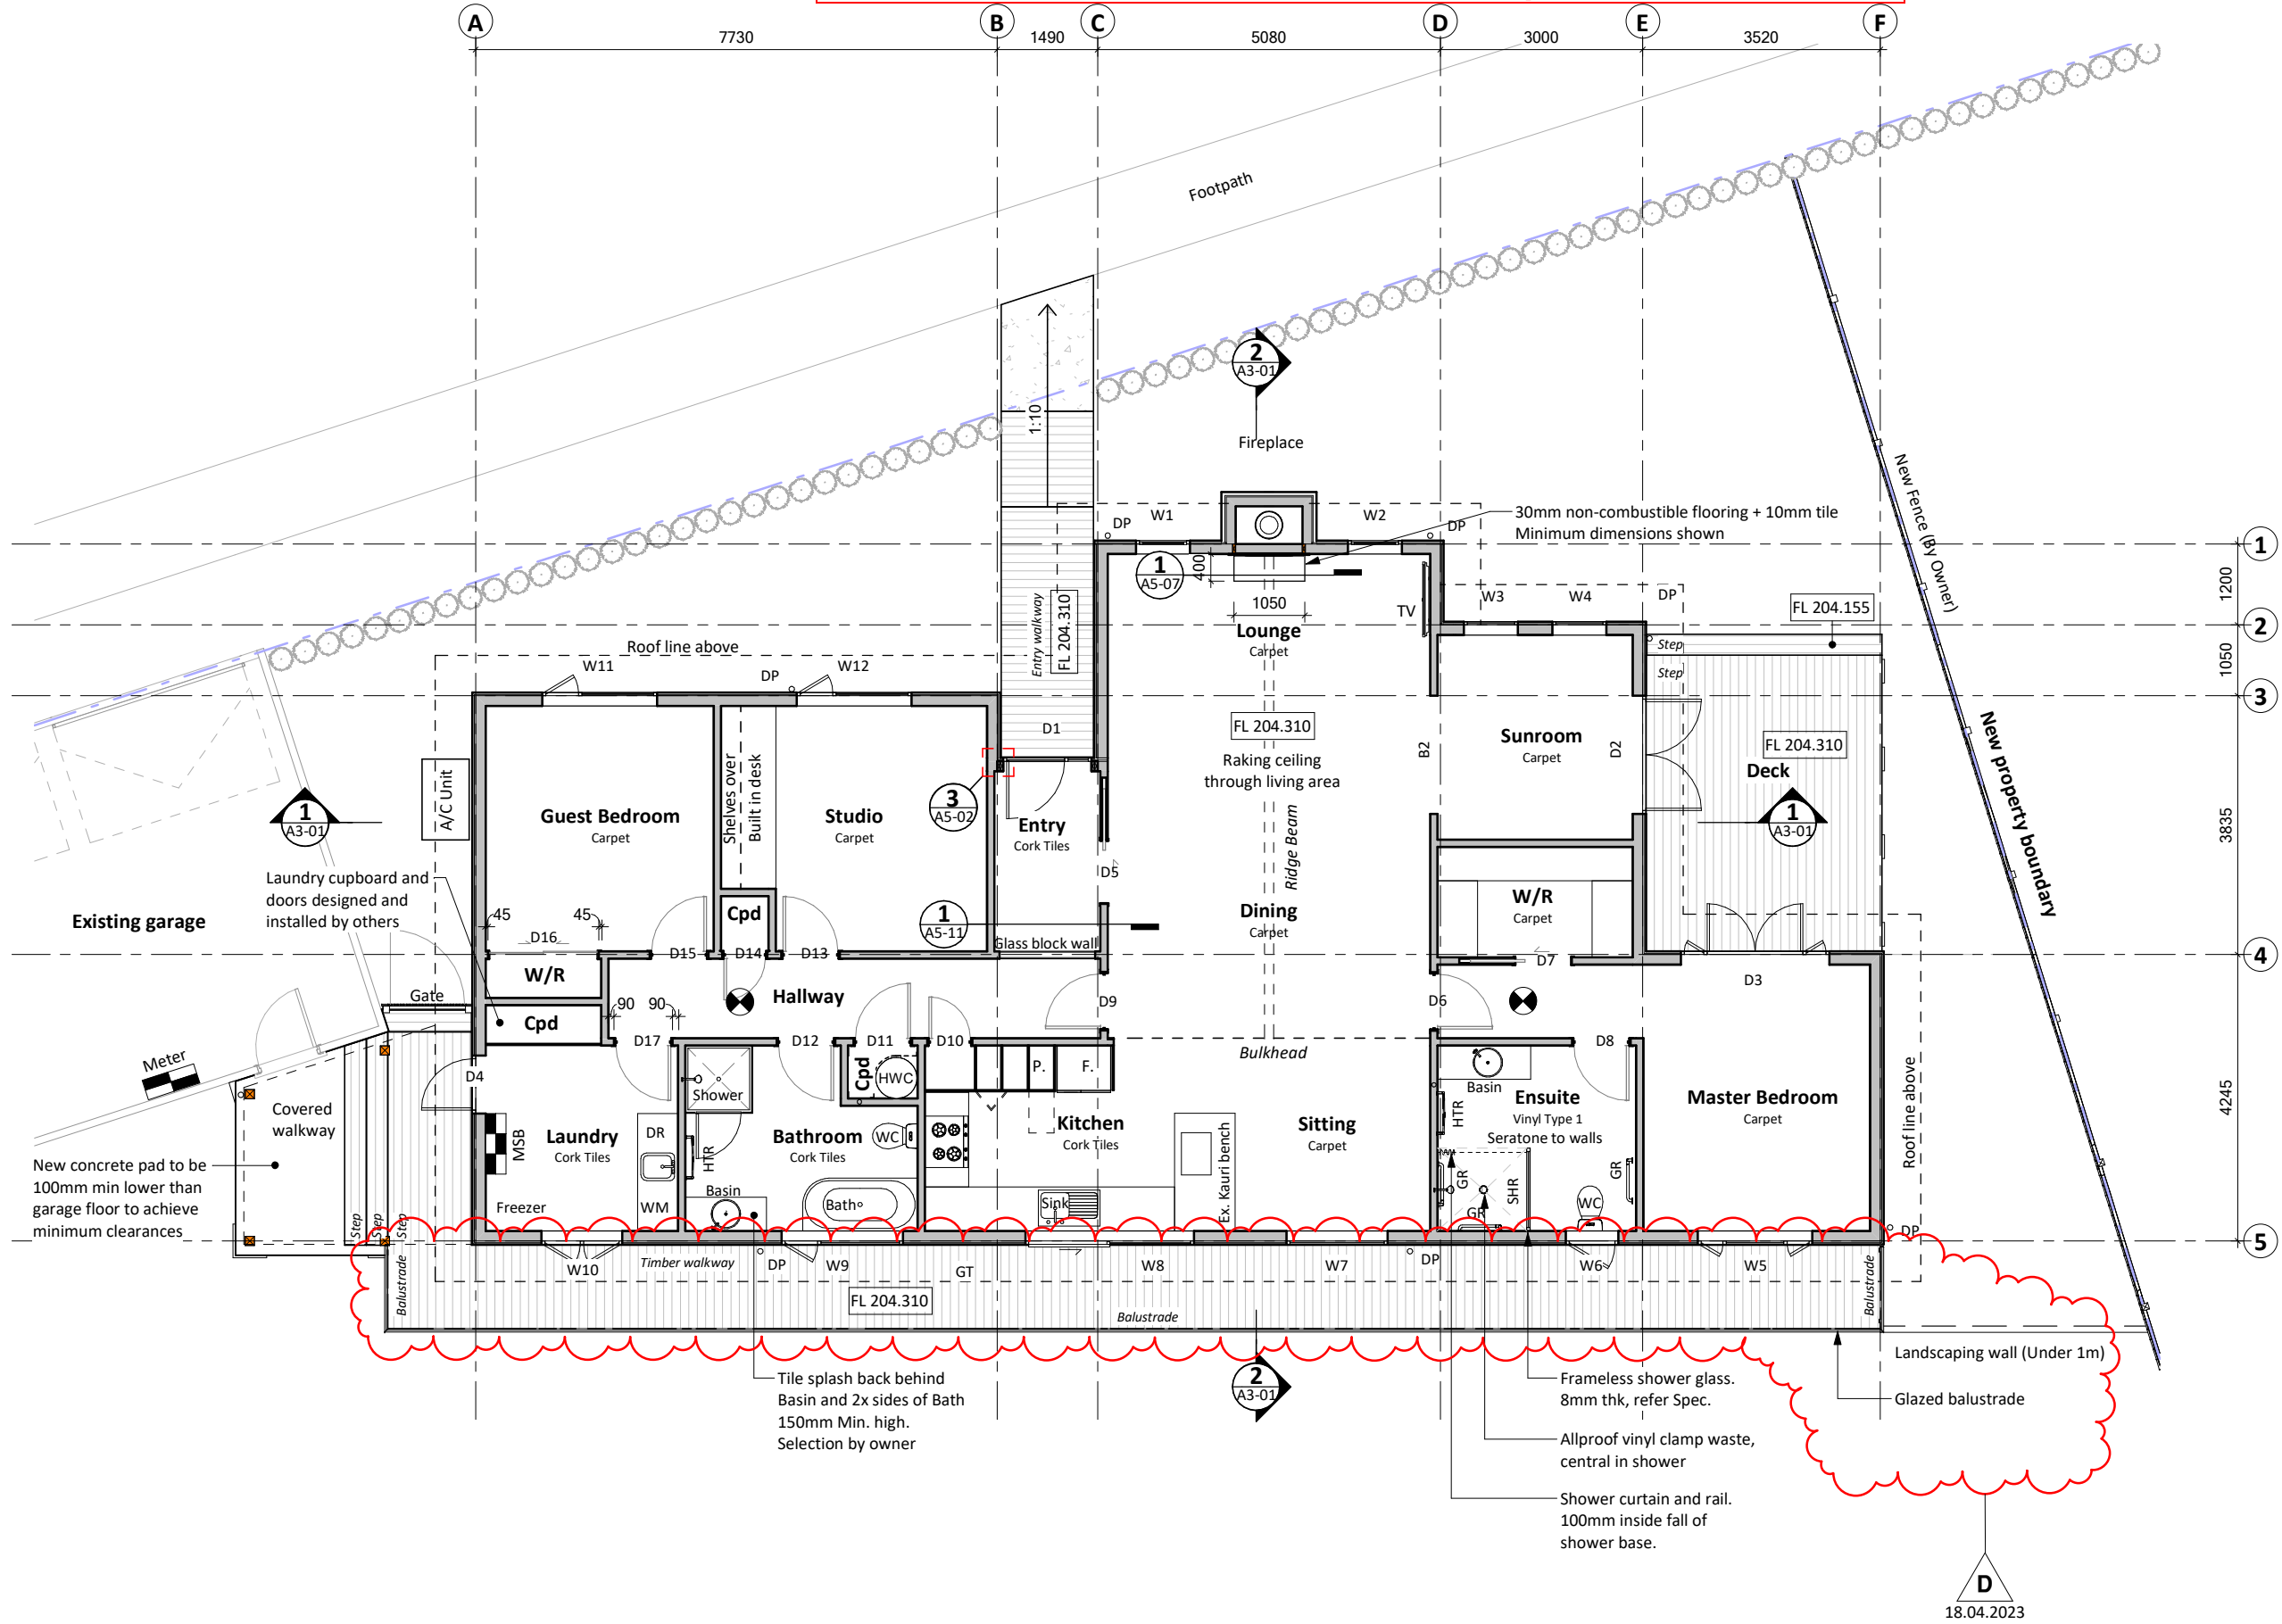 A
B
C
D
E
F
7730
1490
5080
3000
3520
Footpath
2
A3-01
Fireplace
1:10
New Fence (By Owner)
30mm non-combustible flooring + 10mm tile
Minimum dimensions shown
DP
W1
W2
DP
1
1
A5-07
400
1050
TV
W3
W4
DP
FL 204.155
1200
2
1050
3
3835
4
4245
5
Entry walkway
FL 204.310
Roof line above
W11
DP
W12
Lounge
Carpet
Step
Step
D1
FL 204.310
Raking ceiling
through living area
B2
Sunroom
Carpet
D2
FL 204.310
Deck
1
A3-01
New property boundary
A/C Unit
1
A3-01
Guest Bedroom
Carpet
Shelves over
Built in desk
Studio
Carpet
3
A5-02
Entry
Cork Tiles
D5
Ridge Beam
Laundry cupboard and
doors designed and
installed by others
Existing garage
45
45
D16
Cpd
1
A5-11
Dining
Carpet
W/R
Carpet
Glass block wall
D15
D14
D13
D7
D3
W/R
Hallway
D9
D6
Gate
Cpd
90
90
D17
D12
D11
D10
Bulkhead
D8
Meter
D4
Covered
walkway
MSB
Laundry
Cork Tiles
DR
WM
Freezer
Shower
HTR
Bathroom
Cork Tiles
WC
Basin
Bath
Cpd
HWC
P.
F.
Kitchen
Cork Tiles
Sink
Ex. Kauri bench
Sitting
Carpet
Basin
HTR
Ensuite
Vinyl Type 1
Seratone to walls
GR
SHR
GR
GR
WC
Master Bedroom
Carpet
Roof line above
New concrete pad to be
100mm min lower than
garage floor to achieve
minimum clearances
Step
Step
Step
Balustrade
W10
Timber walkway
DP
W9
GT
W8
W7
DP
W6
W5
DP
Balustrade
FL 204.310
Balustrade
Landscaping wall (Under 1m)
Glazed balustrade
2
A3-01
Tile splash back behind
Basin and 2x sides of Bath
150mm Min. high.
Selection by owner
Frameless shower glass.
8mm thk, refer Spec.
Allproof vinyl clamp waste,
central in shower
Shower curtain and rail.
100mm inside fall of
shower base.
D
18.04.2023